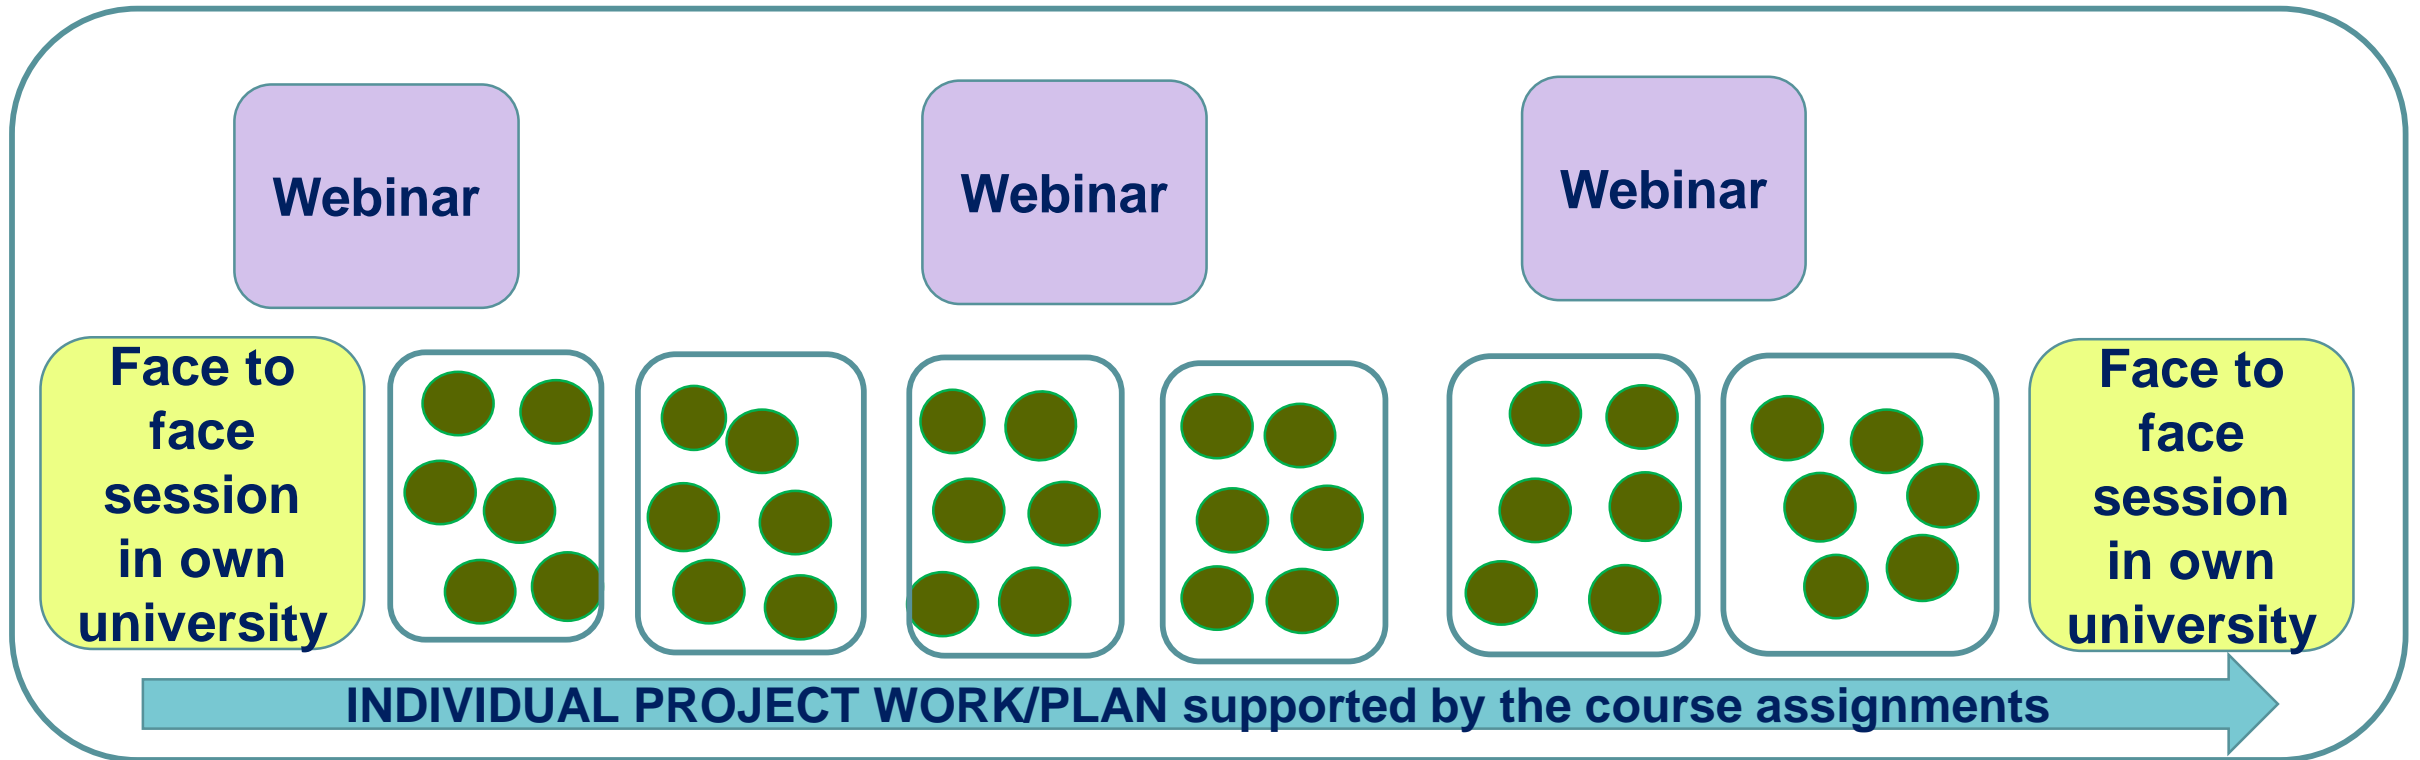 Webinar
Webinar
Webinar
Face to
face
session
in own
university
Face to
face
session
in own
university
INDIVIDUAL PROJECT WORK/PLAN supported by the course assignments